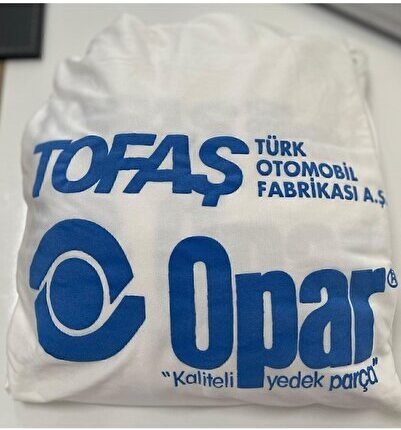 TOFAŞ TÜRK
OTOMOBİL
FABRİKASI A.Ş.
Opar®
"Kaliteli yedek parça"